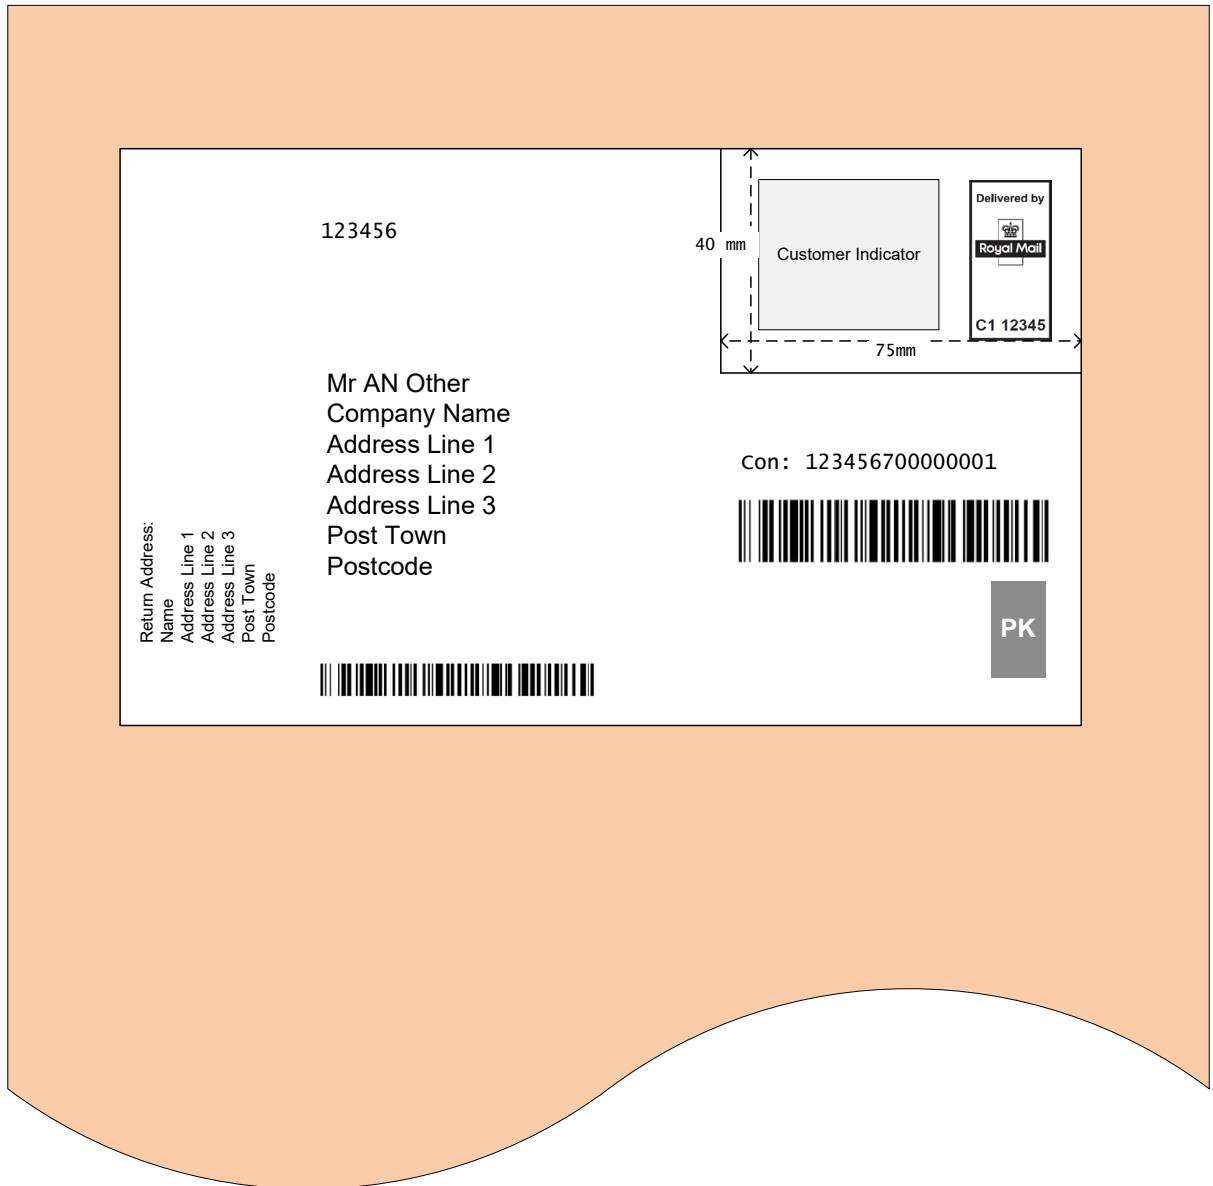 123456
40 mm
Customer Indicator
Delivered by
Royal Mail
C1 12345
75mm
Mr AN Other
Company Name
Address Line 1
Address Line 2
Address Line 3
Post Town
Postcode
Con: 123456700000001
Return Address:
Name
Address Line 1
Address Line 2
Address Line 3
Post Town
Postcode
PK